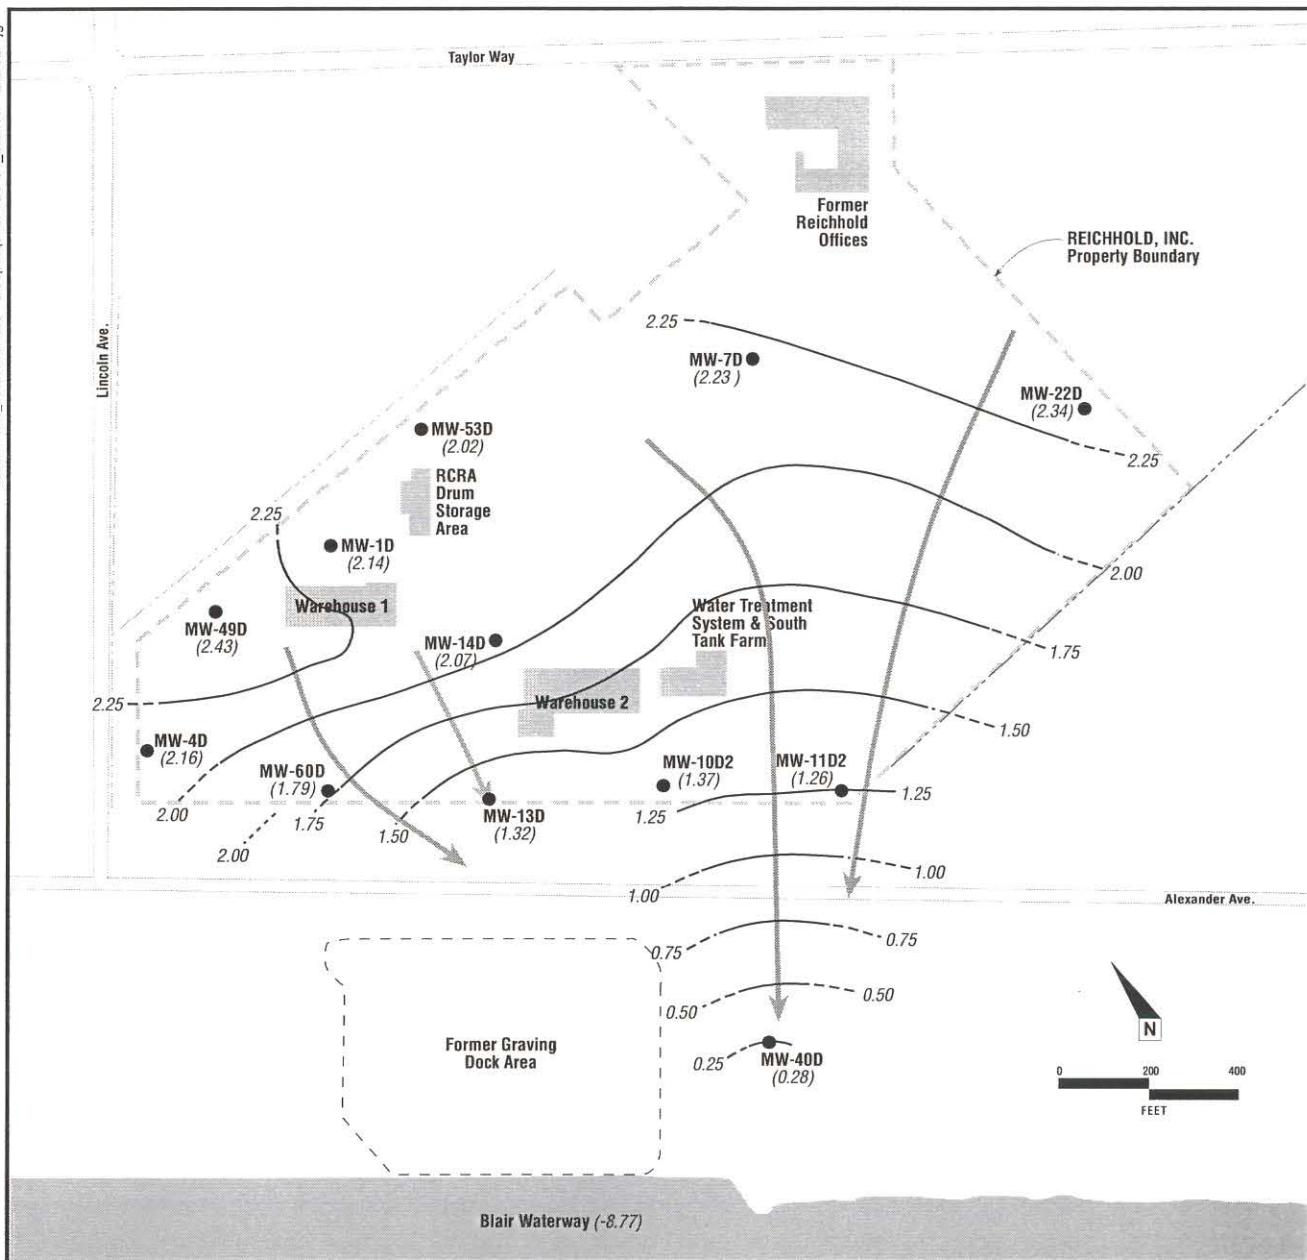 Taylor Way
Former
Reichhold
Offices
REICHHOLD, INC.
Property Boundary
Lincoln Ave.
2.25
MW-7D
(2.23 )
MW-22D
(2.34)
2.25
MW-53D
(2.02)
RCRA
Drum
Storage
Area
2.25
MW-1D
(2.14)
2.00
Warehouse 1
Water Treatment
System & South
Tank Farm
MW-49D
(2.43)
MW-14D
(2.07)
1.75
2.25
Warehouse 2
1.50
MW-4D
(2.16)
MW-60D
(1.79)
MW-10D2
(1.37)
MW-11D2
(1.26)
1.25
2.00
1.75
1.50
MW-13D
(1.32)
1.25
2.00
1.00
1.00
Alexander Ave.
0.75
0.75
0.50
0.50
N
Former Graving
Dock Area
0.25
MW-40D
(0.28)
0 200 400
FEET
Blair Waterway (-8.77)